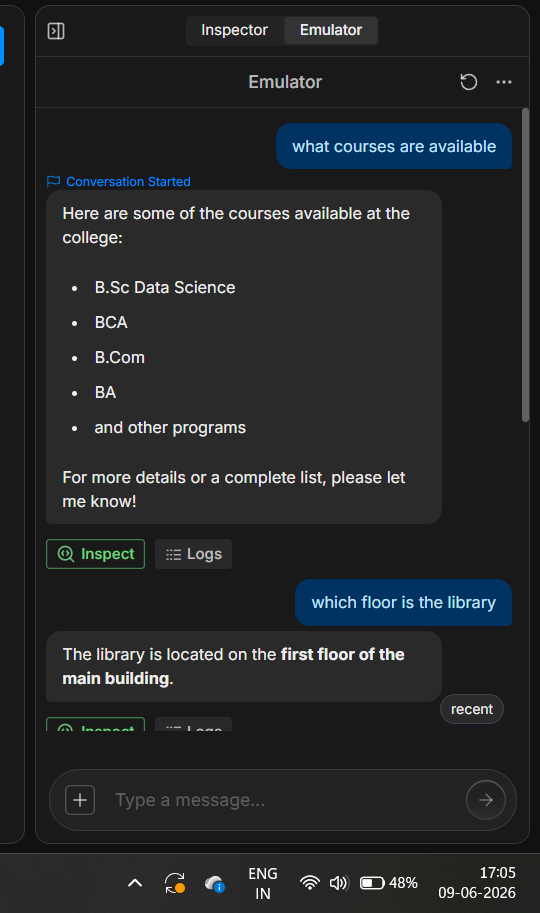 Inspector
Emulator
Emulator
what courses are available
Conversation Started
Here are some of the courses available at the
college:
• B.Sc Data Science
• BCA
• B.Com
• BA
• and other programs
For more details or a complete list, please let
me know!
Inspect
Logs
which floor is the library
The library is located on the first floor of the
main building.
recent
Inspect
Logs
Type a message...
ENG
IN
48%
17:05
09-06-2026